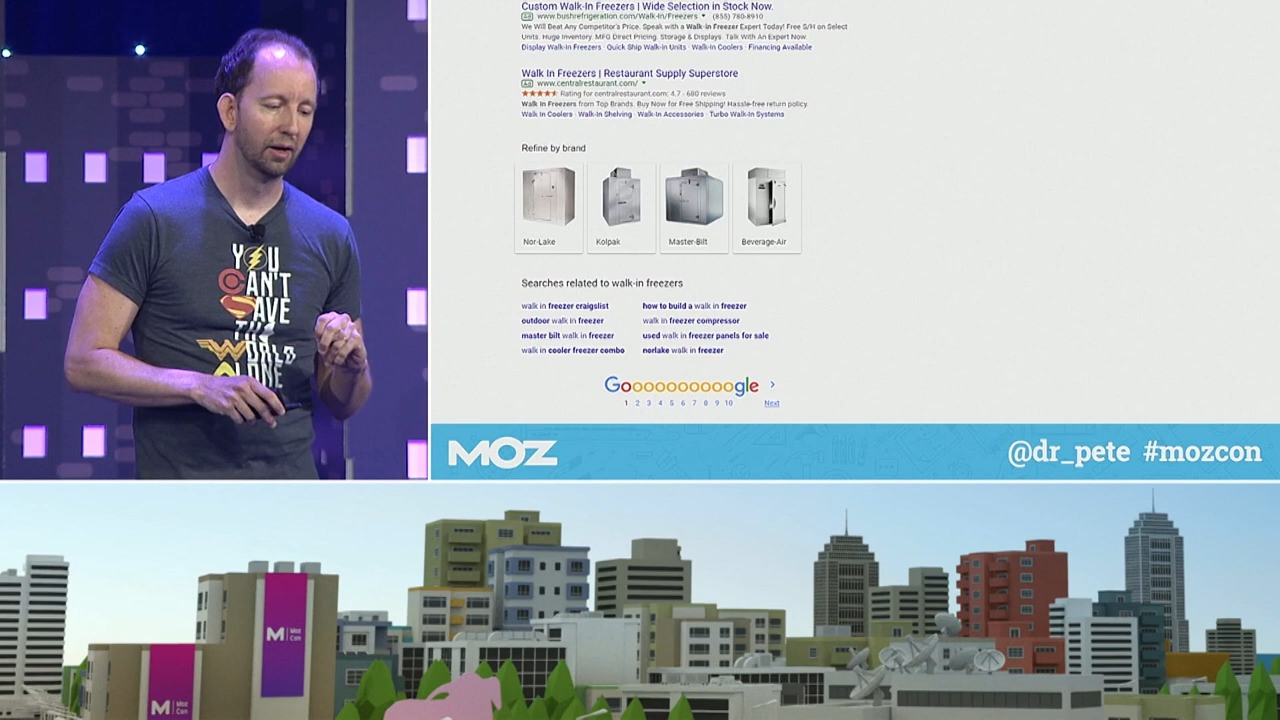 Custom Walk-In Freezers | Wide Selection in Stock Now.
Ad www.bushrefrigeration.com/Walk-In/Freezers (855) 780-8910
We Will Beat Any Competitor's Price. Speak with a Walk-in Freezer Expert Today! Free S/H on Select
Units. Huge Inventory. MFG Direct Pricing. Storage & Displays. Talk With An Expert Now.
Display Walk-In Freezers · Quick Ship Walk-in Units · Walk-In Coolers · Financing Available
Walk In Freezers | Restaurant Supply Superstore
Ad www.centralrestaurant.com/
Rating for centralrestaurant.com: 4.7 - 680 reviews
Walk In Freezers from Top Brands. Buy Now for Free Shipping! Hassle-free return policy.
Walk In Coolers · Walk-In Shelving · Walk-In Accessories · Turbo Walk-In Systems
Refine by brand
Nor-Lake
Kolpak
Master-Bilt
Beverage-Air
Searches related to walk-in freezers
walk in freezer craigslist
outdoor walk in freezer
master bilt walk in freezer
walk in cooler freezer combo
how to build a walk in freezer
walk in freezer compressor
used walk in freezer panels for sale
norlake walk in freezer
Goooooooooogle >
1 2 3 4 5 6 7 8 9 10 Next
YOU
CAN'T
SAVE
THE
WORLD
ALONE
MOZ
@dr_pete #mozcon
M Moz
Con
M Moz
Con